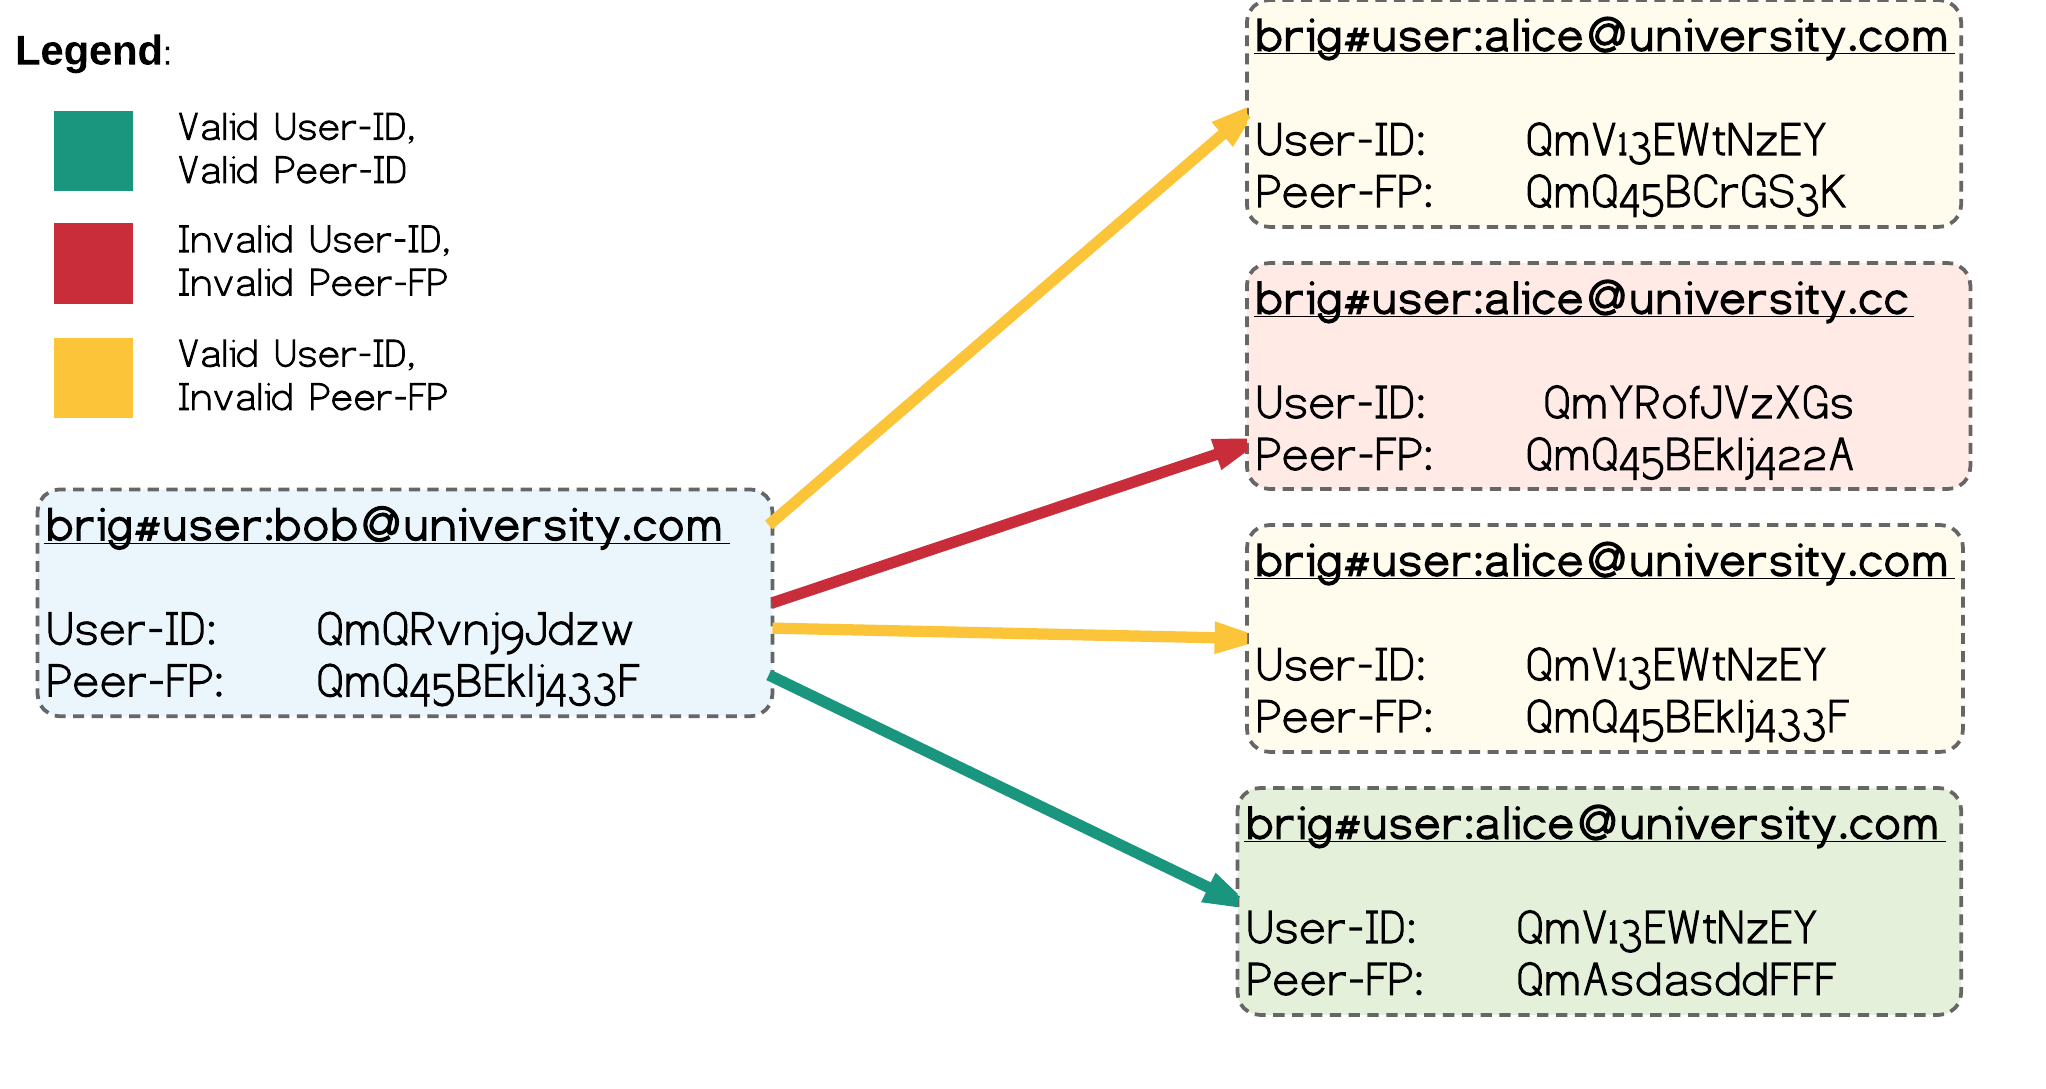 Legend:
Valid User-ID,
Valid Peer-ID
Invalid User-ID,
Invalid Peer-FP
Valid User-ID,
Invalid Peer-FP
brig#user:bob@university.com
User-ID: QmQRvnj9Jdzw
Peer-FP: QmQ45BEkIj433F
brig#user:alice@university.com
User-ID: QmV13EWtNzEY
Peer-FP: QmQ45BCrGS3K
brig#user:alice@university.cc
User-ID: QmYRofJVzXGs
Peer-FP: QmQ45BEkIj422A
brig#user:alice@university.com
User-ID: QmV13EWtNzEY
Peer-FP: QmQ45BEkIj433F
brig#user:alice@university.com
User-ID: QmV13EWtNzEY
Peer-FP: QmAsdasddFFF